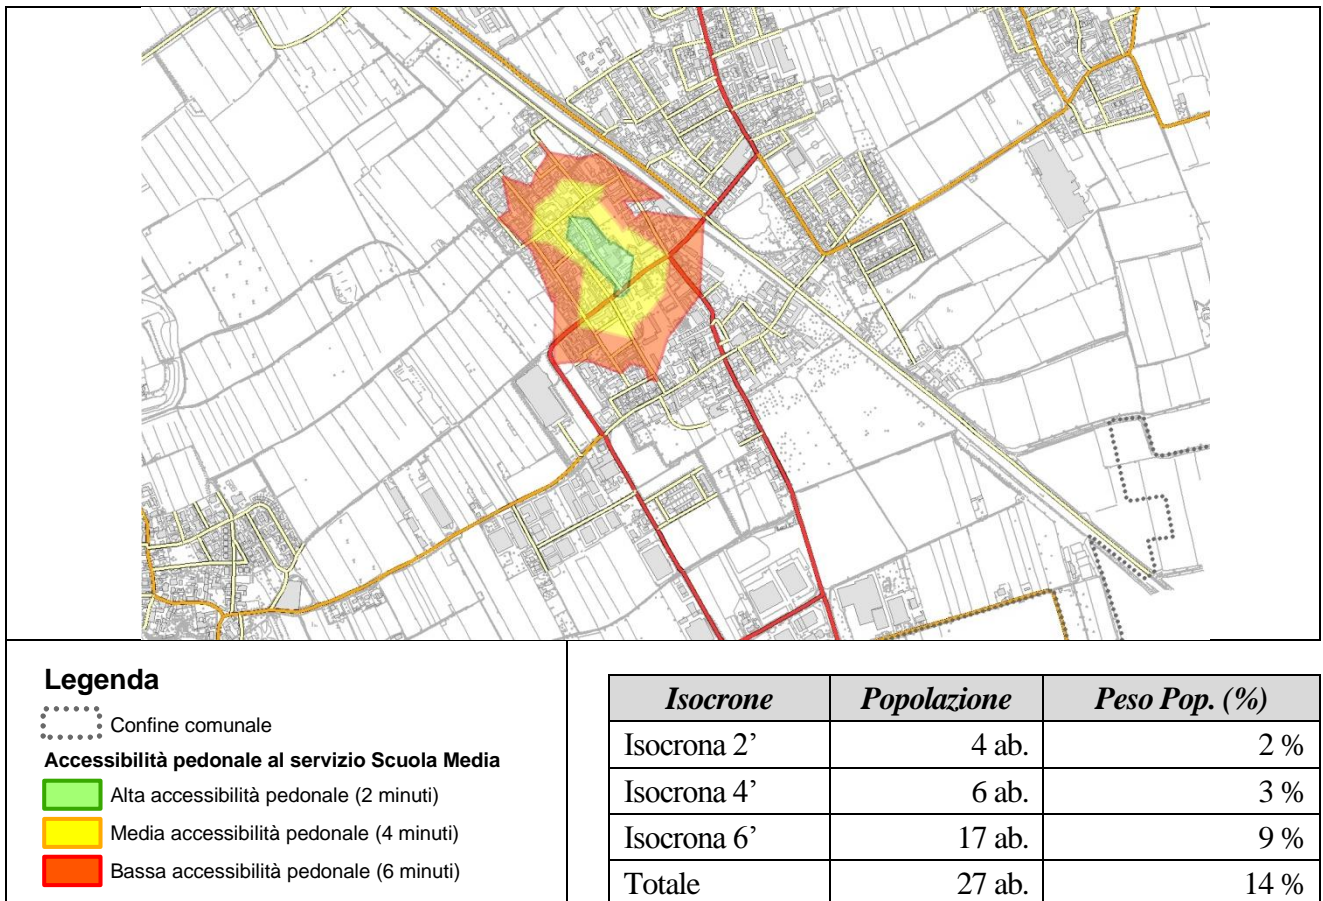 Legenda
Confine comunale
Accessibilità pedonale al servizio Scuola Media
Alta accessibilità pedonale (2 minuti)
Media accessibilità pedonale (4 minuti)
Bassa accessibilità pedonale (6 minuti)
Isocrone Popolazione Peso Pop. (%)
Isocrona 2’ 4 ab. 2 %
Isocrona 4’ 6 ab. 3 %
Isocrona 6’ 17 ab. 9 %
Totale 27 ab. 14 %